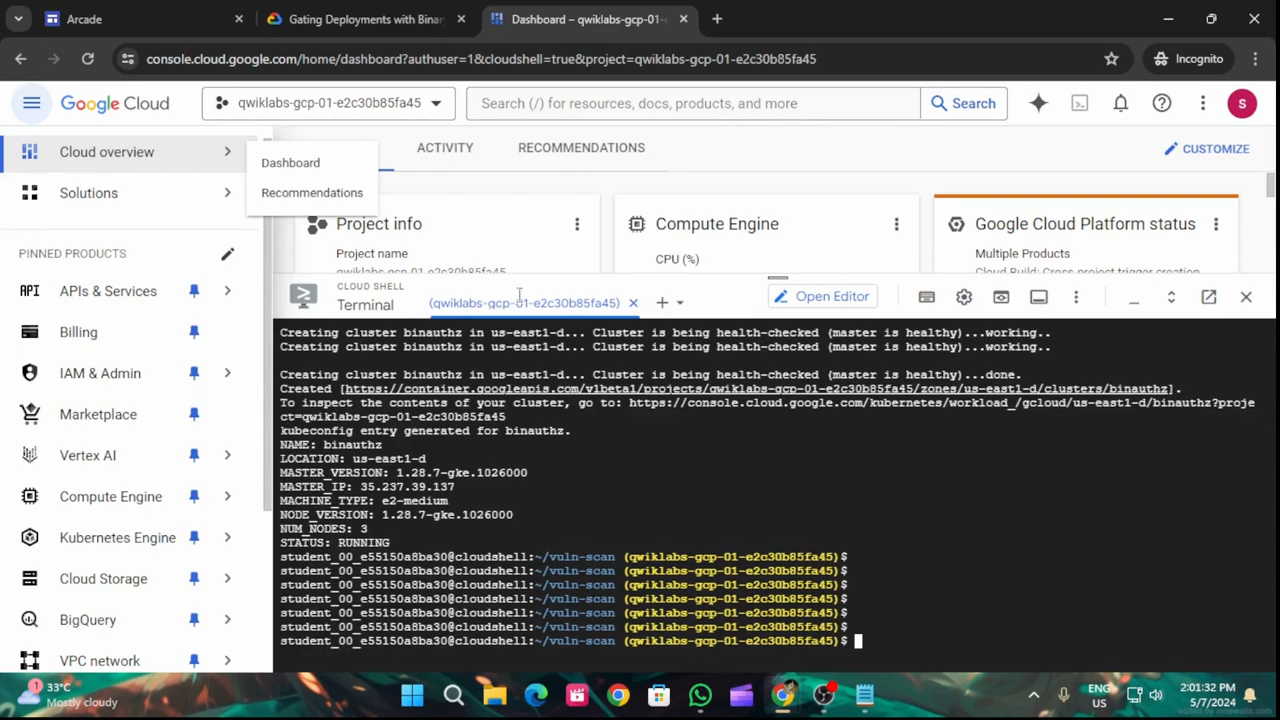 Arcade
Gating Deployments with Binar
Dashboard – qwiklabs-gcp-01-
console.cloud.google.com/home/dashboard?authuser=1&cloudshell=true&project=qwiklabs-gcp-01-e2c30b85fa45
Incognito
Google Cloud
qwiklabs-gcp-01-e2c30b85fa45
Search (/) for resources, docs, products, and more
Search
S
Cloud overview
Solutions
PINNED PRODUCTS
API APIs & Services
Billing
IAM & Admin
Marketplace
Vertex AI
Compute Engine
Kubernetes Engine
Cloud Storage
BigQuery
VPC network
Dashboard
Recommendations
ACTIVITY
RECOMMENDATIONS
CUSTOMIZE
Project info
Project name
qwiklabs-gcp-01-e2c30b85fa45
Compute Engine
CPU (%)
Google Cloud Platform status
Multiple Products
Cloud Build: Cross project trigger creation
CLOUD SHELL
Terminal
(qwiklabs-gcp-01-e2c30b85fa45)
Open Editor
Creating cluster binauthz in us-east1-d... Cluster is being health-checked (master is healthy)...working..
Creating cluster binauthz in us-east1-d... Cluster is being health-checked (master is healthy)...working..
Creating cluster binauthz in us-east1-d... Cluster is being health-checked (master is healthy)...done.
Created [https://container.googleapis.com/v1beta1/projects/qwiklabs-gcp-01-e2c30b85fa45/zones/us-east1-d/clusters/binauthz].
To inspect the contents of your cluster, go to: https://console.cloud.google.com/kubernetes/workload_/gcloud/us-east1-d/binauthz?proje
ct=qwiklabs-gcp-01-e2c30b85fa45
kubeconfig entry generated for binauthz.
NAME: binauthz
LOCATION: us-east1-d
MASTER_VERSION: 1.28.7-gke.1026000
MASTER_IP: 35.237.39.137
MACHINE_TYPE: e2-medium
NODE_VERSION: 1.28.7-gke.1026000
NUM_NODES: 3
STATUS: RUNNING
student_00_e55150a8ba30@cloudshell:~/vuln-scan (qwiklabs-gcp-01-e2c30b85fa45)$
student_00_e55150a8ba30@cloudshell:~/vuln-scan (qwiklabs-gcp-01-e2c30b85fa45)$
student_00_e55150a8ba30@cloudshell:~/vuln-scan (qwiklabs-gcp-01-e2c30b85fa45)$
student_00_e55150a8ba30@cloudshell:~/vuln-scan (qwiklabs-gcp-01-e2c30b85fa45)$
student_00_e55150a8ba30@cloudshell:~/vuln-scan (qwiklabs-gcp-01-e2c30b85fa45)$
student_00_e55150a8ba30@cloudshell:~/vuln-scan (qwiklabs-gcp-01-e2c30b85fa45)$
student_00_e55150a8ba30@cloudshell:~/vuln-scan (qwiklabs-gcp-01-e2c30b85fa45)$
1
33°C
Mostly cloudy
ENG
US
2:01:32 PM
5/7/2024